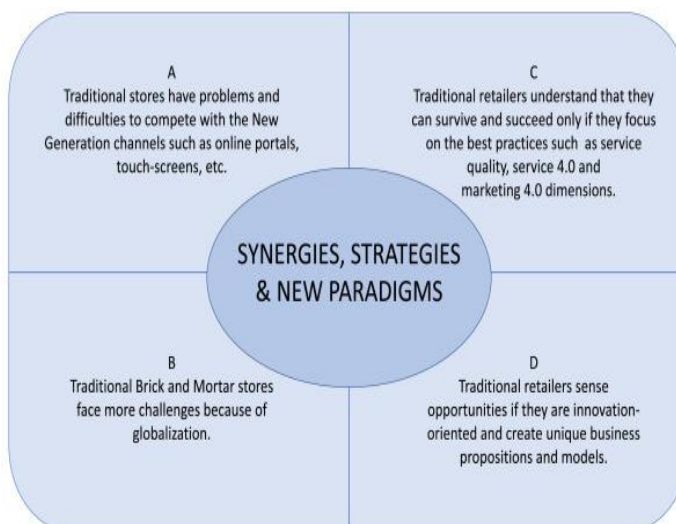 A
Traditional stores have problems and
difficulties to compete with the New
Generation channels such as online portals,
touch-screens, etc.
C
Traditional retailers understand that they
can survive and succeed only if they focus
on the best practices such as service
quality, service 4.0 and
marketing 4.0 dimensions.
SYNERGIES, STRATEGIES
& NEW PARADIGMS
B
Traditional Brick and Mortar stores
face more challenges because of
globalization.
D
Traditional retailers sense
opportunities if they are innovation-
oriented and create unique business
propositions and models.